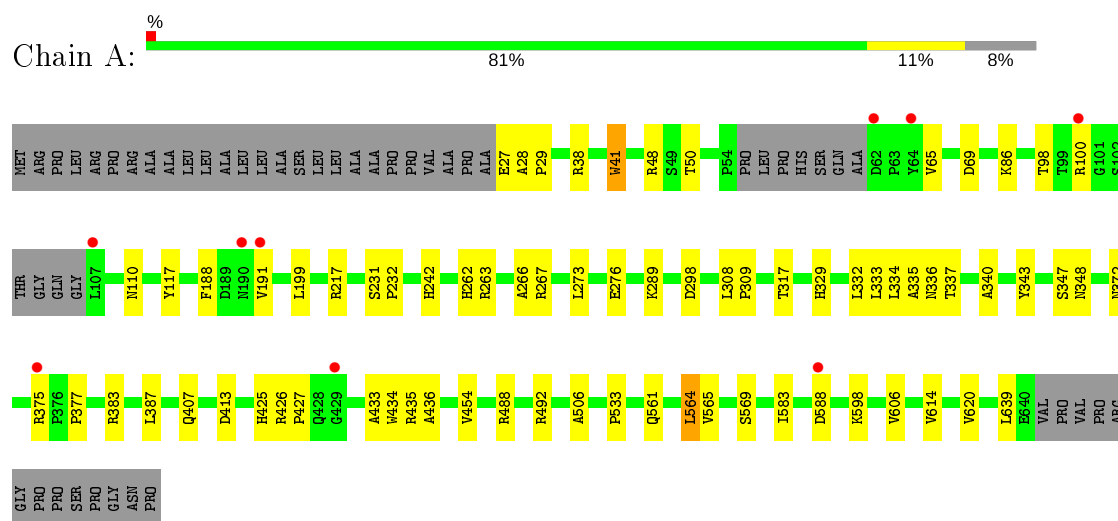 %
Chain A:
81% 11% 8%
MET ARG PRO LEU ARG PRO ARG ALA ALA LEU LEU ALA LEU LEU ALA SER LEU LEU ALA ALA PRO PRO VAL ALA PRO ALA E27 A28 P29 R38 W41 R48 S49 T50 P54 PRO LEU PRO HIS SER GLN ALA D62 P63 Y64 V65 D69 K86 T98 T99 R100 G101 S102
THR GLY GLN GLY L107 N110 Y117 F188 D189 N190 V191 L199 R217 S231 P232 H242 H262 R263 A266 R267 L273 E276 K289 D298 L308 P309 T317 H329 L332 L333 L334 A335 N336 T337 A340 Y343 S347 N348 N372
R375 P376 P377 R383 L387 Q407 D413 H425 R426 P427 Q428 G429 A433 W434 R435 A436 V454 R488 R492 A506 P533 Q561 L564 V565 S569 I583 D588 K598 V606 V614 V620 L639 E640 VAL PRO VAL PRO ARG
GLY PRO PRO SER PRO GLY ASN PRO